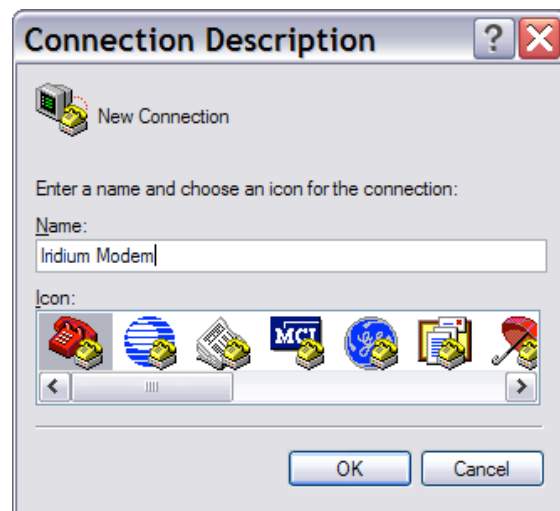 Connection Description
New Connection
Enter a name and choose an icon for the connection:
Name:
Iridium Modem
Icon:
MCI
OK Cancel